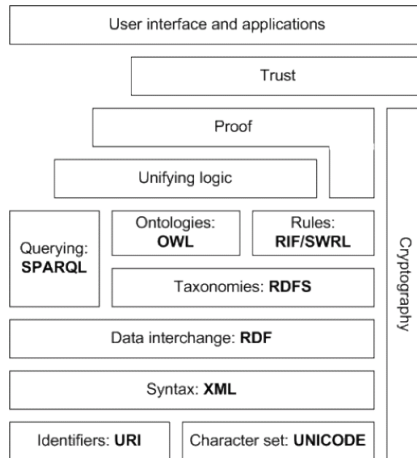 User interface and applications
Trust
Proof
Unifying logic
Querying:
SPARQL
Ontologies:
OWL
Rules:
RIF/SWRL
Taxonomies: RDFS
Cryptography
Data interchange: RDF
Syntax: XML
Identifiers: URI
Character set: UNICODE